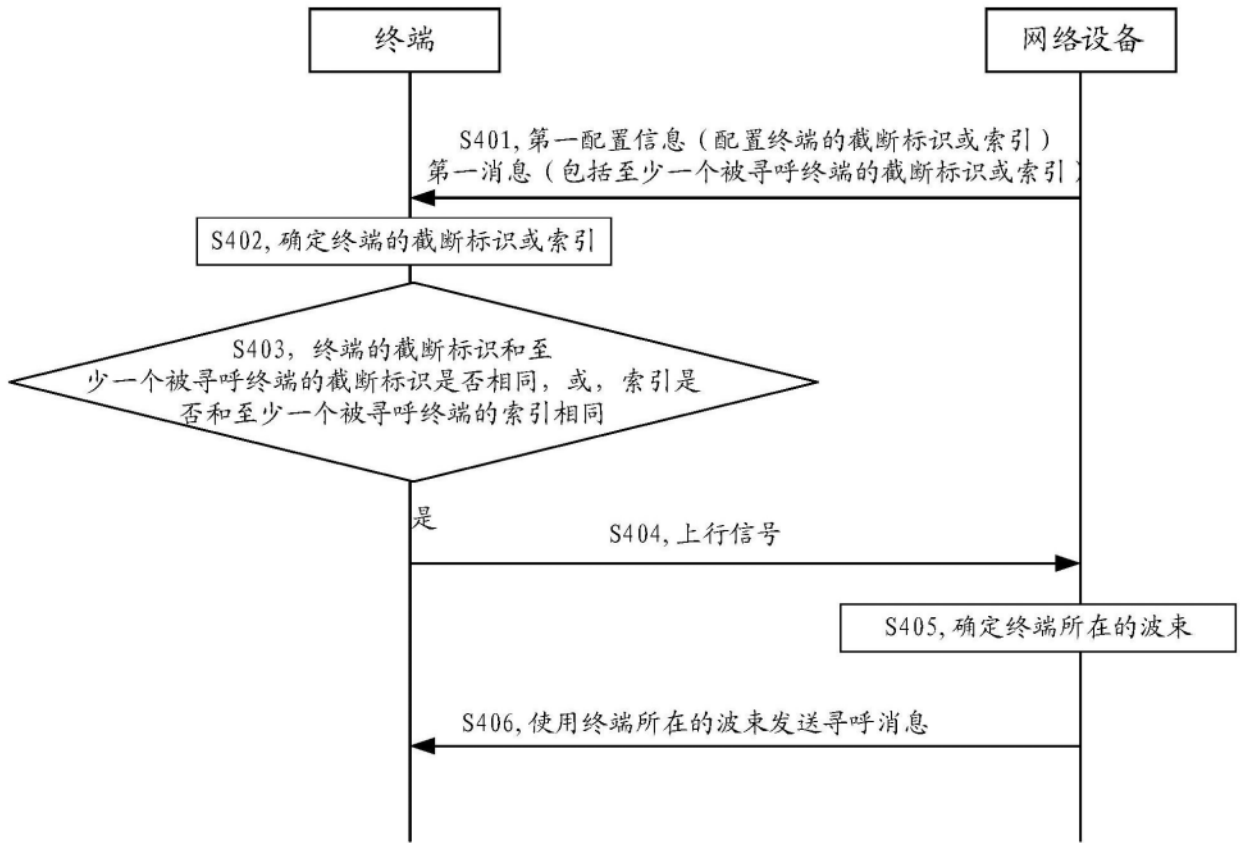 终端
网络设备
S401,第一配置信息（配置终端的截断标识或索引）
第一消息（包括至少一个被寻呼终端的截断标识或索引）
S402,确定终端的截断标识或索引
S403，终端的截断标识和至
少一个被寻呼终端的截断标识是否相同，或，索引是
否和至少一个被寻呼终端的索引相同
是
S404,上行信号
S405,确定终端所在的波束
S406,使用终端所在的波束发送寻呼消息